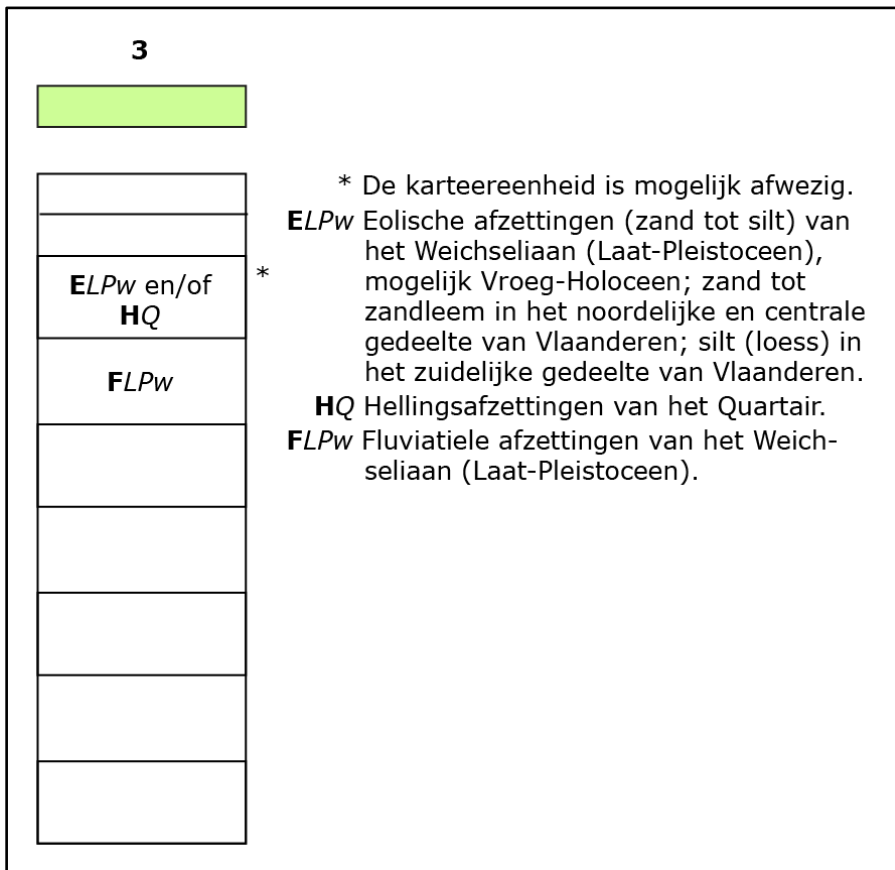 3
* De karteereenheid is mogelijk afwezig.
ELPw Eolische afzettingen (zand tot silt) van
het Weichseliaan (Laat-Pleistoceen),
mogelijk Vroeg-Holoceen; zand tot
zandleem in het noordelijke en centrale
gedeelte van Vlaanderen; silt (loess) in
het zuidelijke gedeelte van Vlaanderen.
HQ Hellingsafzettingen van het Quartair.
FLPw Fluviatiele afzettingen van het Weich-
seliaan (Laat-Pleistoceen).
ELPw en/of
HQ
*
FLPw